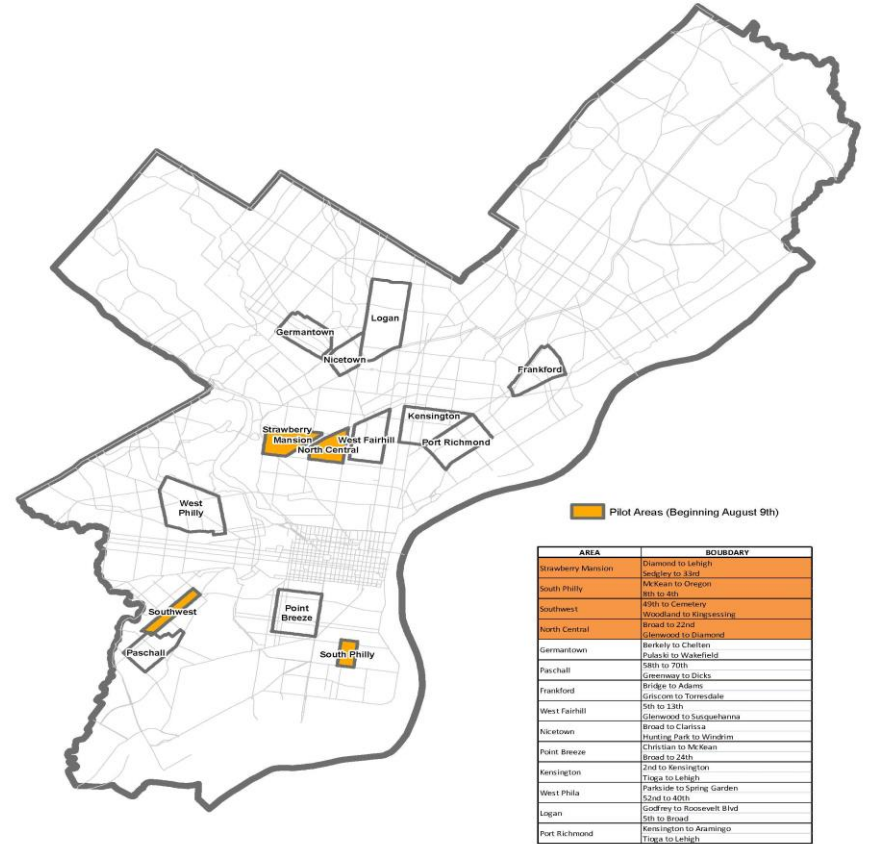 Logan
Germantown
Nicetown
Frankford
Kensington
Strawberry
Mansion
West Fairhill
North Central
Port Richmond
West
Philly
Pilot Areas (Beginning August 9th)
Southwest
Point
Breeze
Paschall
South Philly
AREA BOUBDARY
Strawberry Mansion Diamond to Lehigh
Sedgley to 33rd
South Philly McKean to Oregon
8th to 4th
Southwest 49th to Cemetery
Woodland to Kingsessing
North Central Broad to 22nd
Glenwood to Diamond
Germantown Berkely to Chelten
Pulaski to Wakefield
Paschall 58th to 70th
Greenway to Dicks
Frankford Bridge to Adams
Griscom to Torresdale
West Fairhill 5th to 13th
Glenwood to Susquehanna
Nicetown Broad to Clarissa
Hunting Park to Windrim
Point Breeze Christian to McKean
Broad to 24th
Kensington 2nd to Kensington
Tioga to Lehigh
West Phila Parkside to Spring Garden
52nd to 40th
Logan Godfrey to Roosevelt Blvd
5th to Broad
Port Richmond Kensington to Aramingo
Tioga to Lehigh